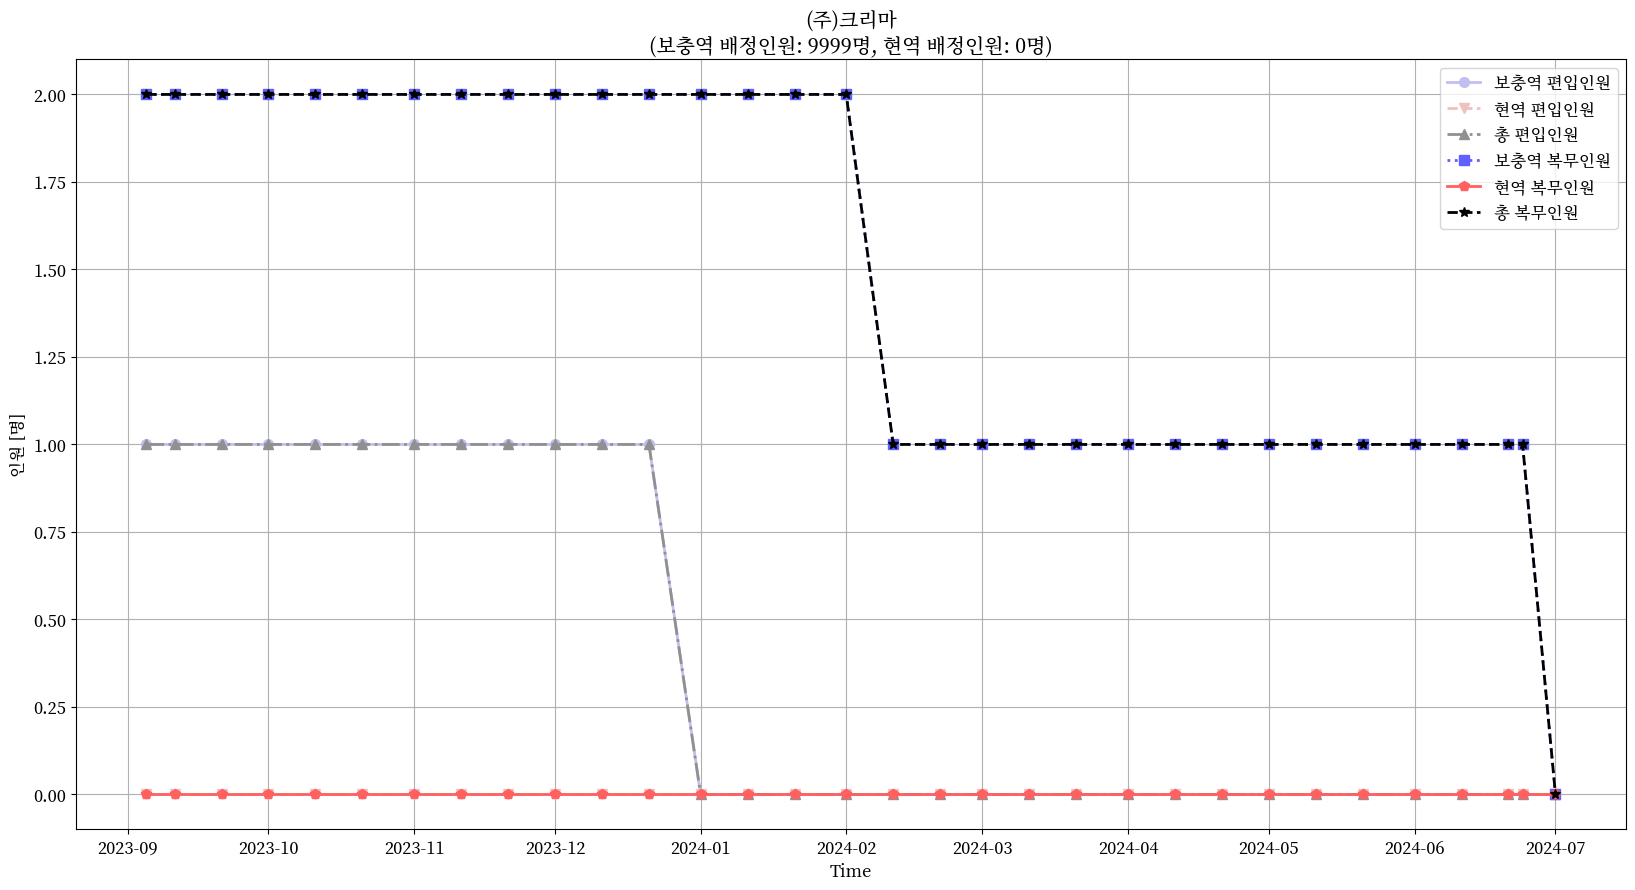 (주)크리마
(보충역 배정인원: 9999명, 현역 배정인원: 0명)
보충역 편입인원
현역 편입인원
총 편입인원
보충역 복무인원
현역 복무인원
총 복무인원
2.00
1.75
1.50
1.25
1.00
0.75
0.50
0.25
0.00
인원 [명]
2023-09 2023-10 2023-11 2023-12 2024-01 2024-02 2024-03 2024-04 2024-05 2024-06 2024-07
Time